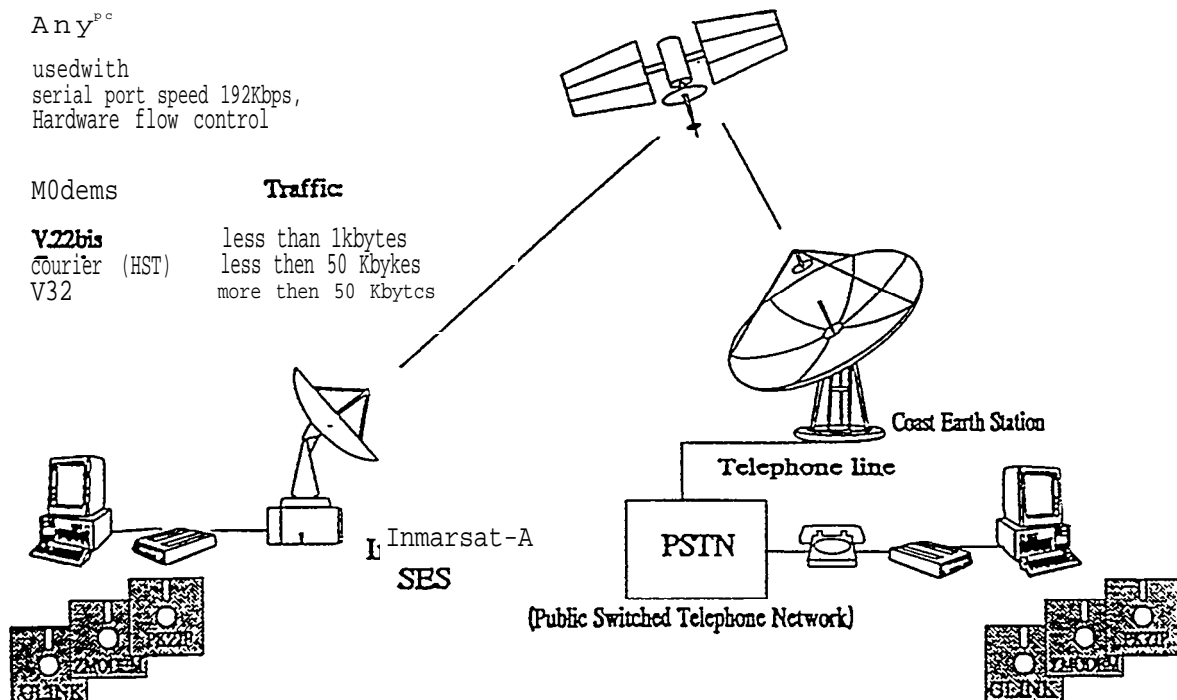 Any pc
usedwith
serial port speed 192Kbps,
Hardware flow control
M0dems Traffic
V.22bis less than 1kbytes
courier (HST) less then 50 Kbykes
V32 more then 50 Kbytcs
Coast Earth Station
Telephone line
Inmarsat-A
SES
PSTN
(Public Switched Telephone Network)
PKZIP
ZMODEM
GLINK
PKZIP
ZMODEM
GLINK